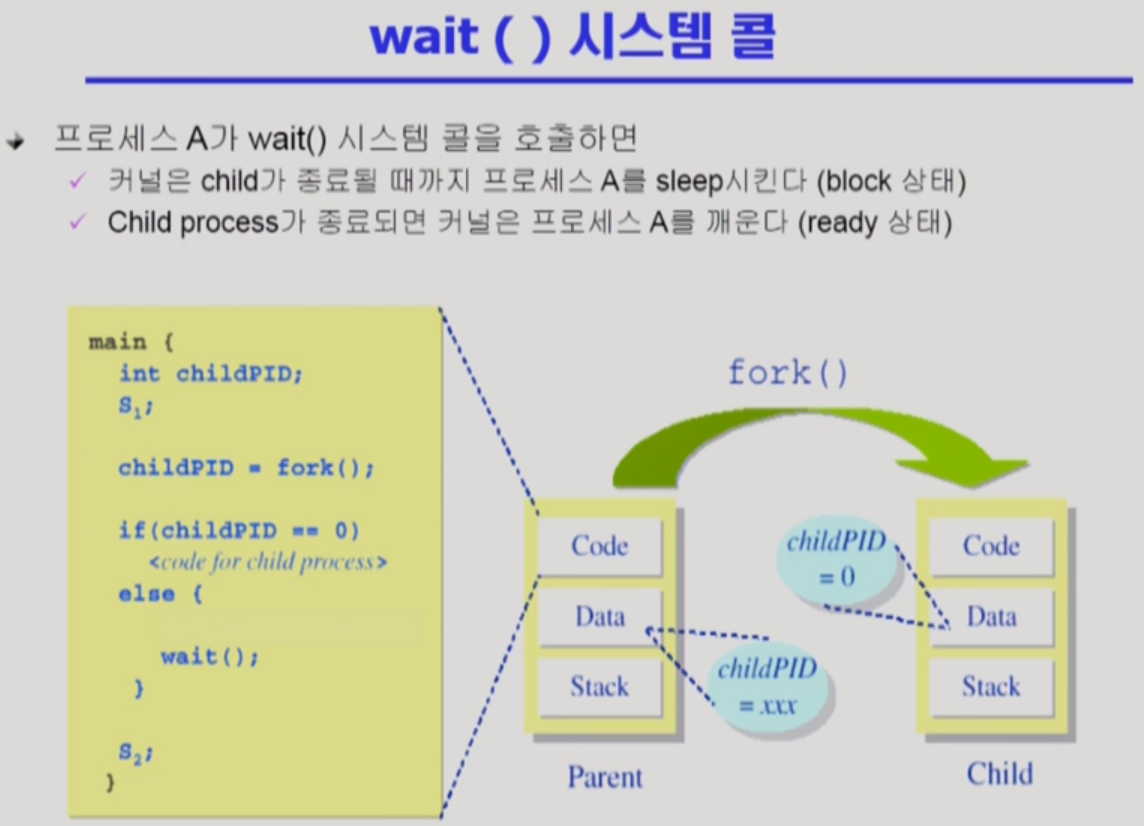 wait ( ) 시스템 콜
프로세스 A가 wait() 시스템 콜을 호출하면
✓ 커널은 child가 종료될 때까지 프로세스 A를 sleep시킨다 (block 상태)
✓ Child process가 종료되면 커널은 프로세스 A를 깨운다 (ready 상태)
main {
int childPID;
S₁;
childPID = fork();
if(childPID == 0)
<code for child process>
else {
wait();
}
S₂;
}
fork()
Code
Data
Stack
Parent
childPID
= xxx
childPID
= 0
Code
Data
Stack
Child